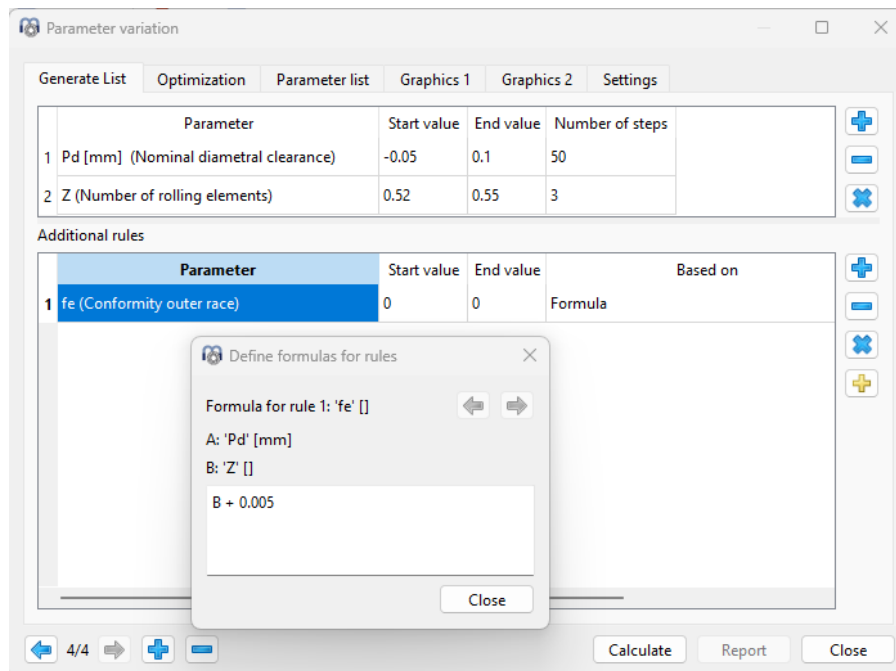 Parameter variation
Generate List Optimization Parameter list Graphics 1 Graphics 2 Settings
Parameter Start value End value Number of steps
1 Pd [mm] (Nominal diametral clearance) -0.05 0.1 50
2 Z (Number of rolling elements) 0.52 0.55 3
Additional rules
Parameter Start value End value Based on
1 fe (Conformity outer race) 0 0 Formula
Define formulas for rules
Formula for rule 1: 'fe' []
A: 'Pd' [mm]
B: 'Z' []
B + 0.005
Close
4/4 Calculate Report Close